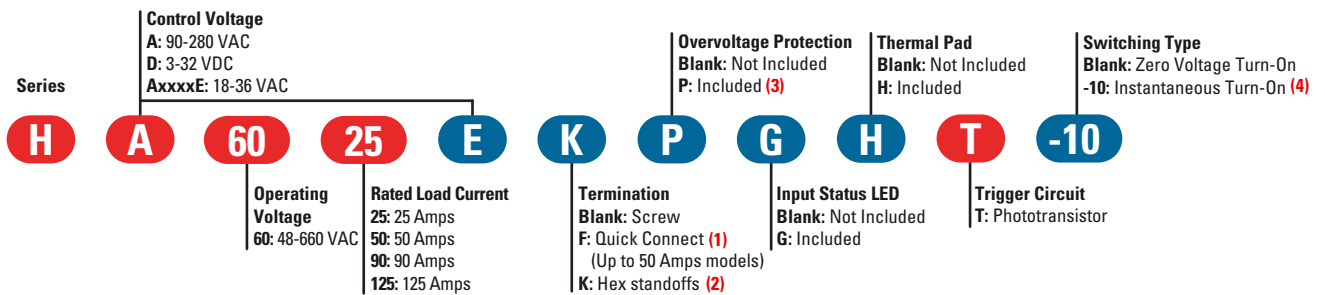 Control Voltage
A: 90-280 VAC
D: 3-32 VDC
AxxxxE: 18-36 VAC
Overvoltage Protection
Blank: Not Included
P: Included (3)
Thermal Pad
Blank: Not Included
H: Included
Switching Type
Blank: Zero Voltage Turn-On
-10: Instantaneous Turn-On (4)
Series
H A 60 25 E K P G H T -10
Operating
Voltage
60: 48-660 VAC
Rated Load Current
25: 25 Amps
50: 50 Amps
90: 90 Amps
125: 125 Amps
Termination
Blank: Screw
F: Quick Connect (1)
(Up to 50 Amps models)
K: Hex standoffs (2)
Input Status LED
Blank: Not Included
G: Included
Trigger Circuit
T: Phototransistor